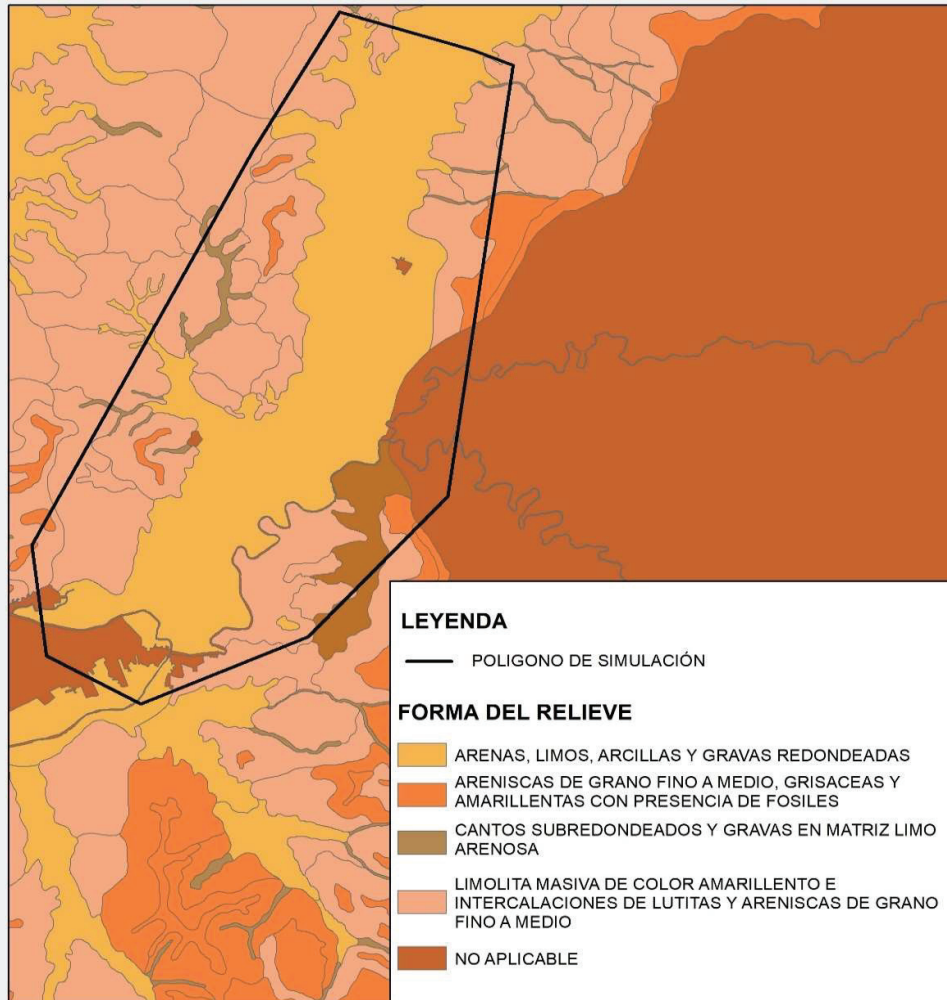 LEYENDA
POLIGONO DE SIMULACIÓN
FORMA DEL RELIEVE
ARENAS, LIMOS, ARCILLAS Y GRAVAS REDONDEADAS
ARENISCAS DE GRANO FINO A MEDIO, GRISACEAS Y
AMARILLENTAS CON PRESENCIA DE FOSILES
CANTOS SUBREDONDEADOS Y GRAVAS EN MATRIZ LIMO
ARENOSA
LIMOLITA MASIVA DE COLOR AMARILLENTO E
INTERCALACIONES DE LUTITAS Y ARENISCAS DE GRANO
FINO A MEDIO
NO APLICABLE